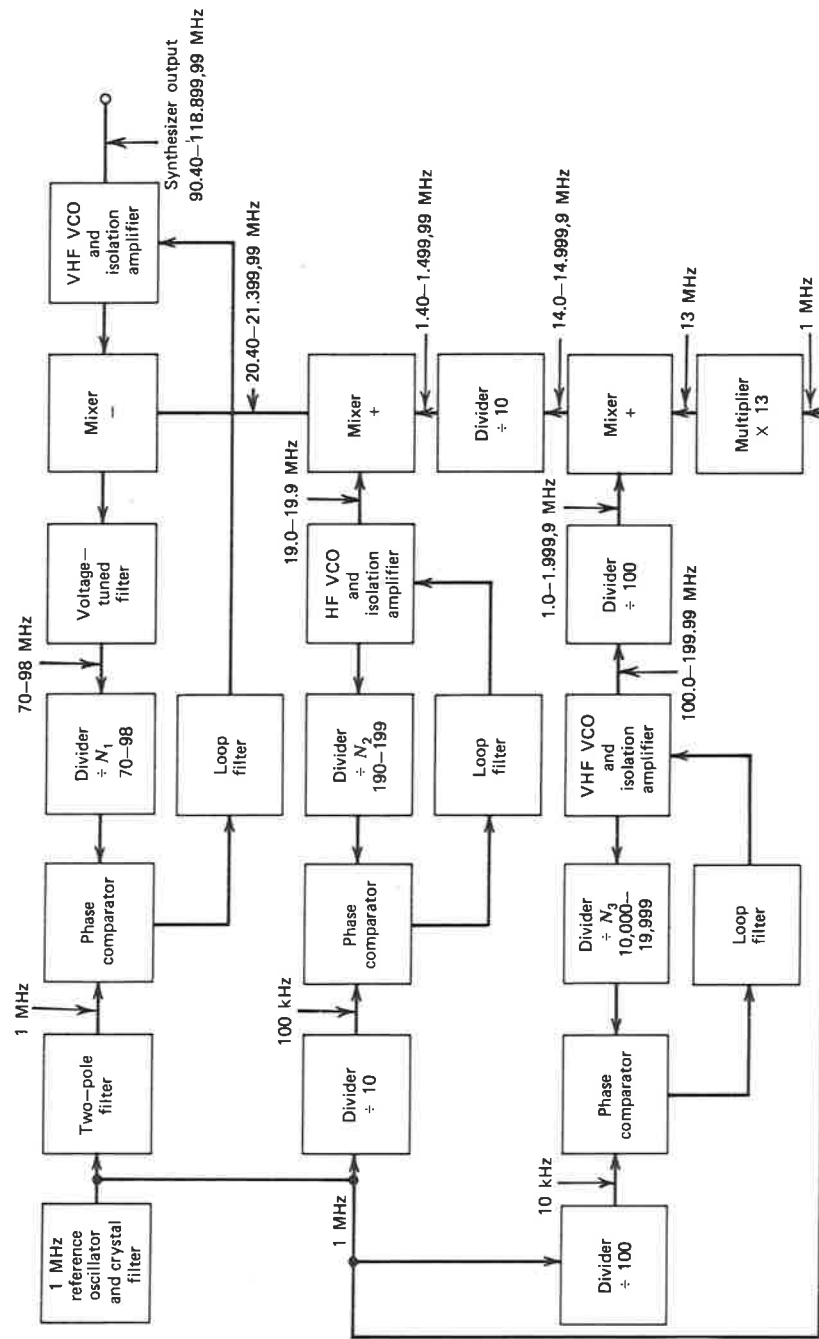 1 MHz
reference
oscillator
and crystal
filter
Two–pole
filter
1 MHz
Phase
comparator
Divider
÷ N1
70–98
70–98 MHz
Voltage–
tuned
filter
Mixer
–
VHF VCO
and
isolation
amplifier
Synthesizer output
90.40–118.899,99 MHz
Loop
filter
20.40–21.399,99 MHz
1 MHz
Divider
÷ 10
100 kHz
Phase
comparator
Divider
÷ N2
190–199
HF VCO
and
isolation
amplifier
19.0–19.9 MHz
Mixer
+
Loop
filter
1.40–1.499,99 MHz
Divider
÷ 10
14.0–14.999,9 MHz
Divider
÷ 100
10 kHz
Phase
comparator
Divider
÷ N3
10,000–
19,999
VHF VCO
and
isolation
amplifier
100.0–199.99 MHz
Divider
÷ 100
1.0–1.999,9 MHz
Mixer
+
13 MHz
Multiplier
X 13
1 MHz
Loop
filter